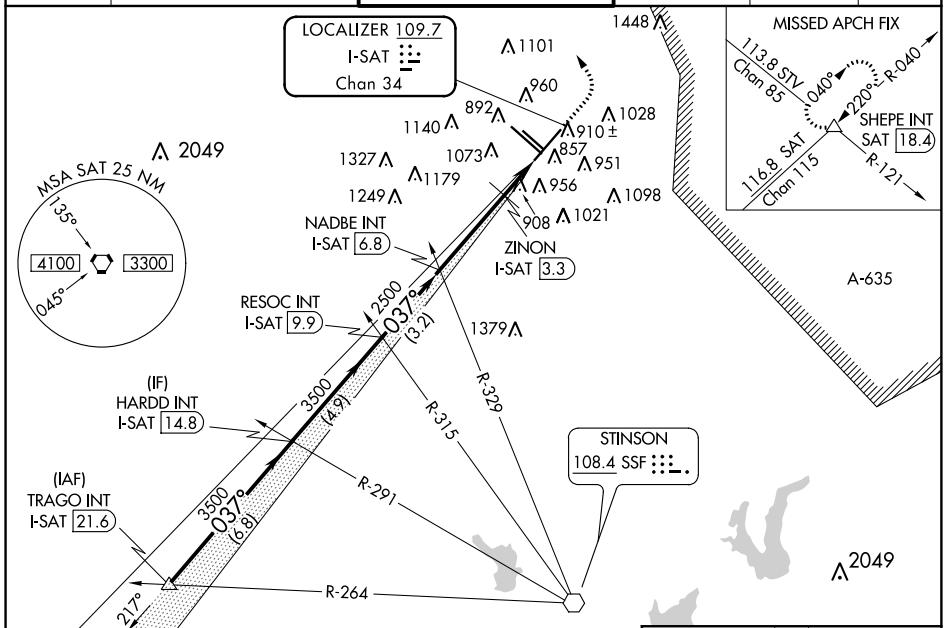 LOCALIZER 109.7
I-SAT
Chan 34
1448
1101
960
892
1140
1028
910 ±
857
1327
1073
951
1179
1249
956
1098
908
1021
2049
MISSED APCH FIX
113.8 STV
Chan 85
040°
R-040
220°
SHEPE INT
SAT 18.4
116.8 SAT
Chan 115
R-121
MSA SAT 25 NM
135°
4100
3300
045°
NADBE INT
I-SAT 6.8
ZINON
I-SAT 3.3
A-635
RESOC INT
I-SAT 9.9
2500
037°
(3.2)
1379
(IF)
HARDD INT
I-SAT 14.8
3500
(4.9)
R-329
R-315
STINSON
108.4 SSF
R-291
(IAF)
TRAGO INT
I-SAT 21.6
3500
037°
(6.8)
R-264
217°
2049